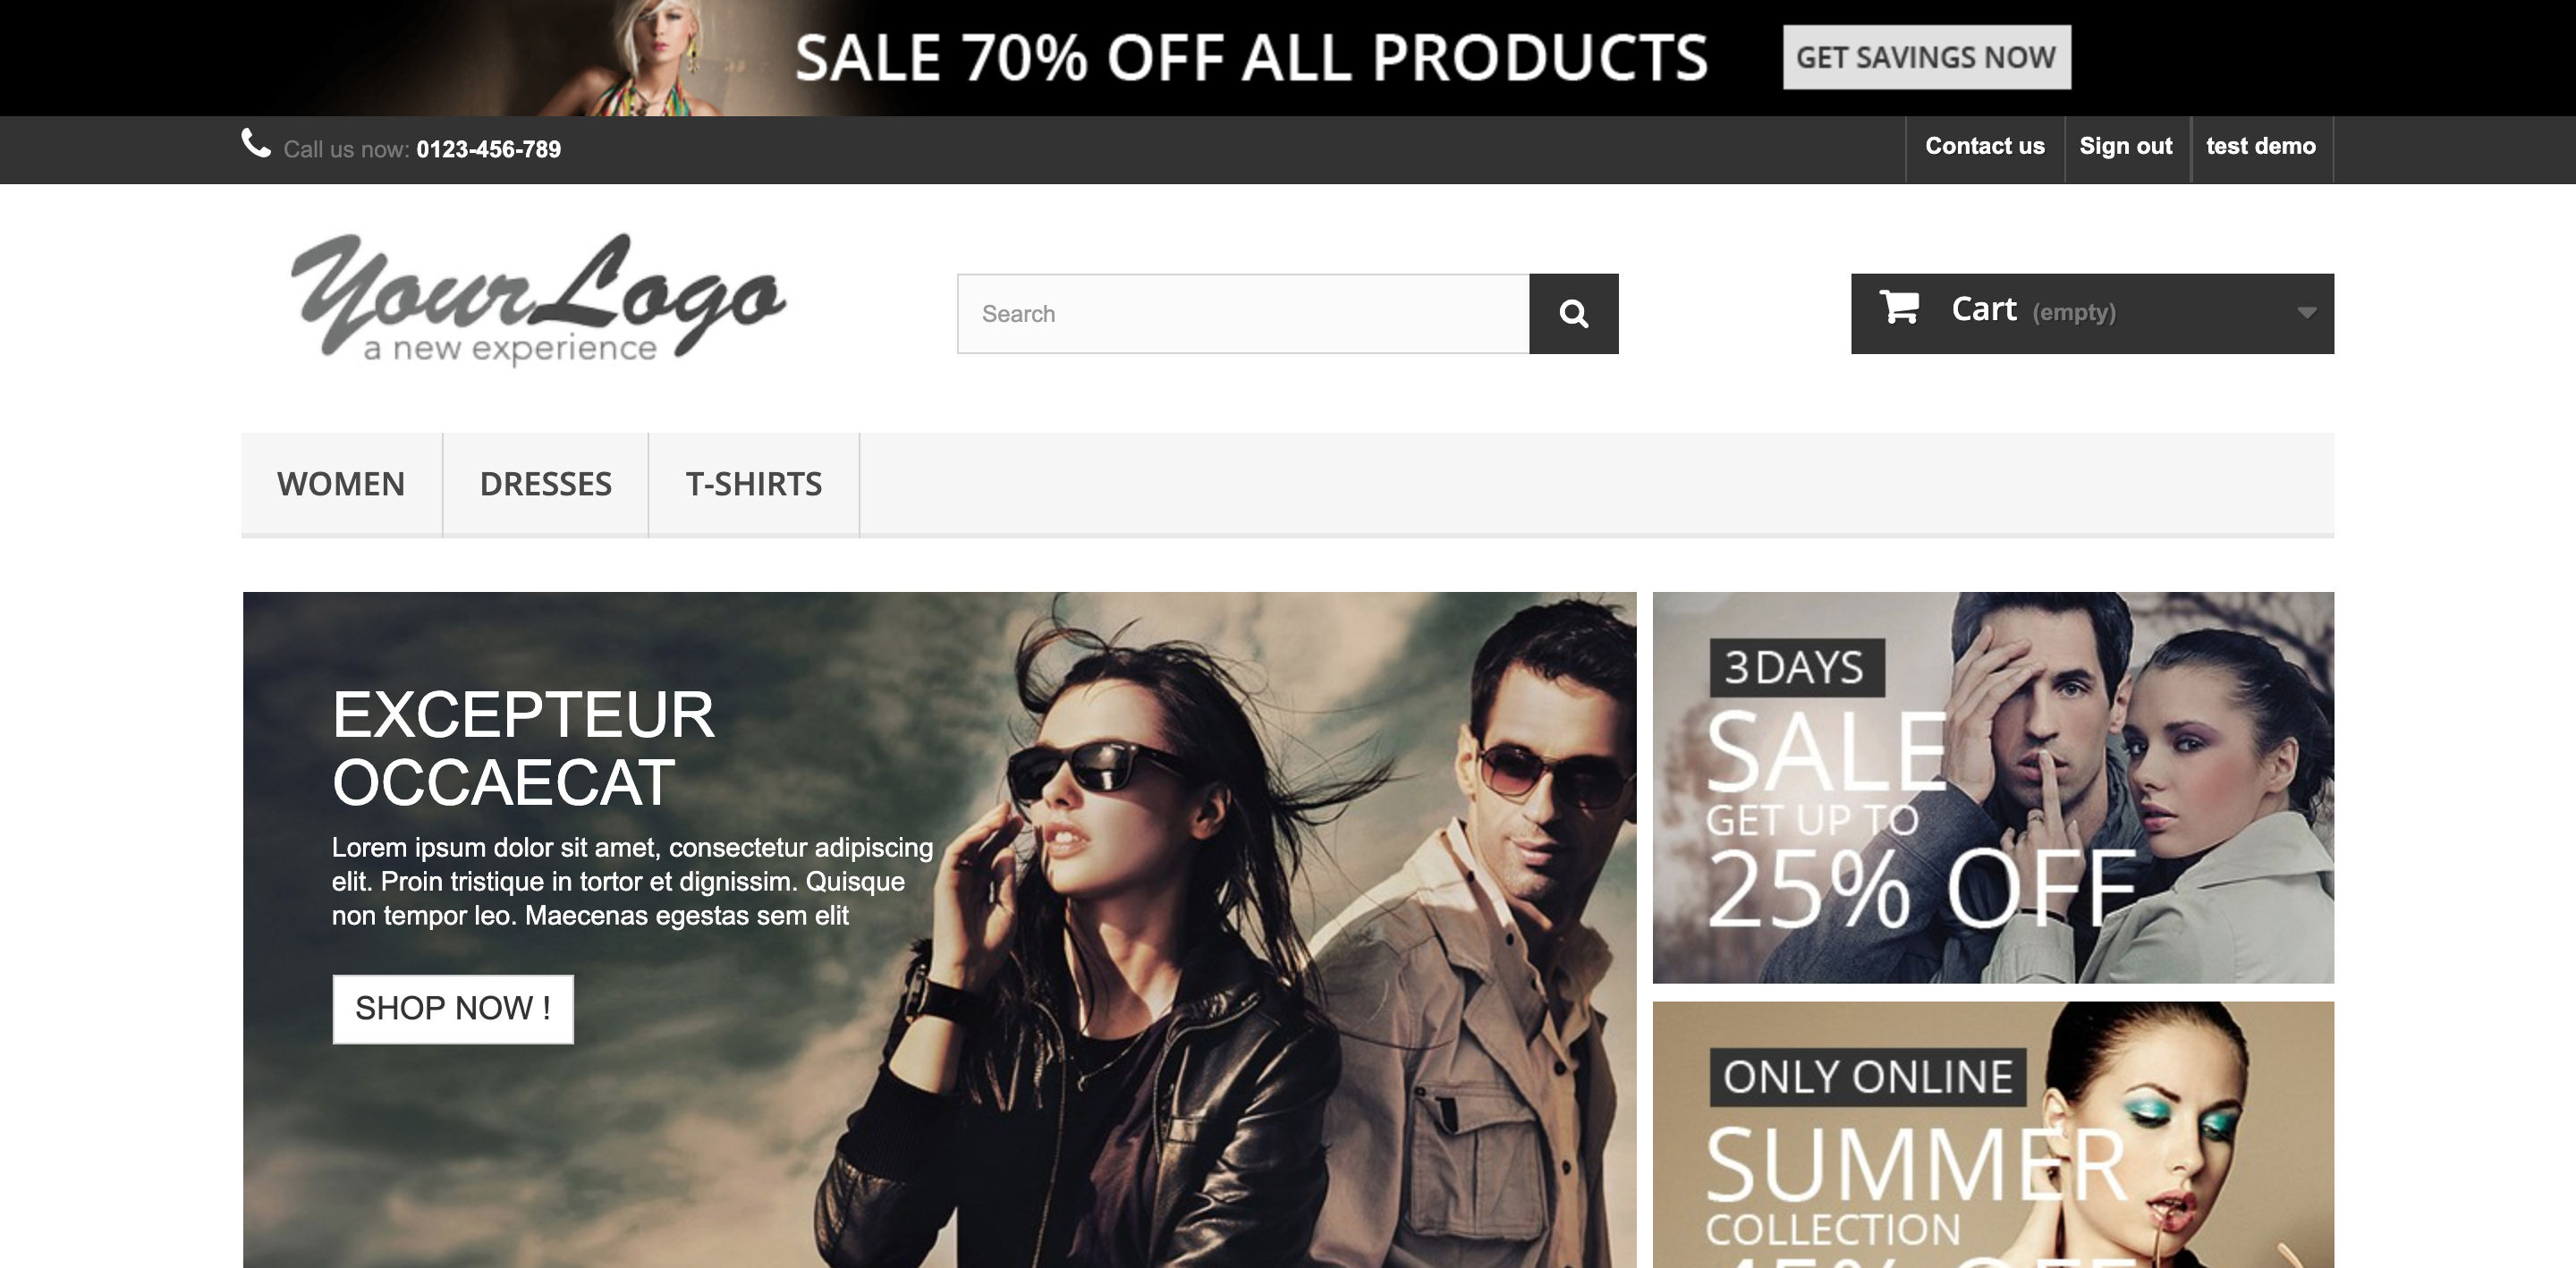 SALE 70% OFF ALL PRODUCTS
GET SAVINGS NOW
Call us now: 0123-456-789
Contact us
Sign out
test demo
YourLogo
a new experience
Search
Cart (empty)
WOMEN
DRESSES
T-SHIRTS
EXCEPTEUR
OCCAECAT
Lorem ipsum dolor sit amet, consectetur adipiscing
elit. Proin tristique in tortor et dignissim. Quisque
non tempor leo. Maecenas egestas sem elit
SHOP NOW !
3 DAYS
SALE
GET UP TO
25% OFF
ONLY ONLINE
SUMMER
COLLECTION
45% OFF